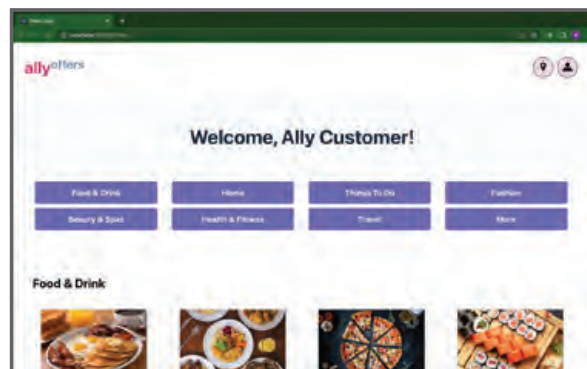 allyoffers
Welcome, Ally Customer!
Food & Drink Home Things To Do Fashion
Beauty & Spas Health & Fitness Travel More
Food & Drink